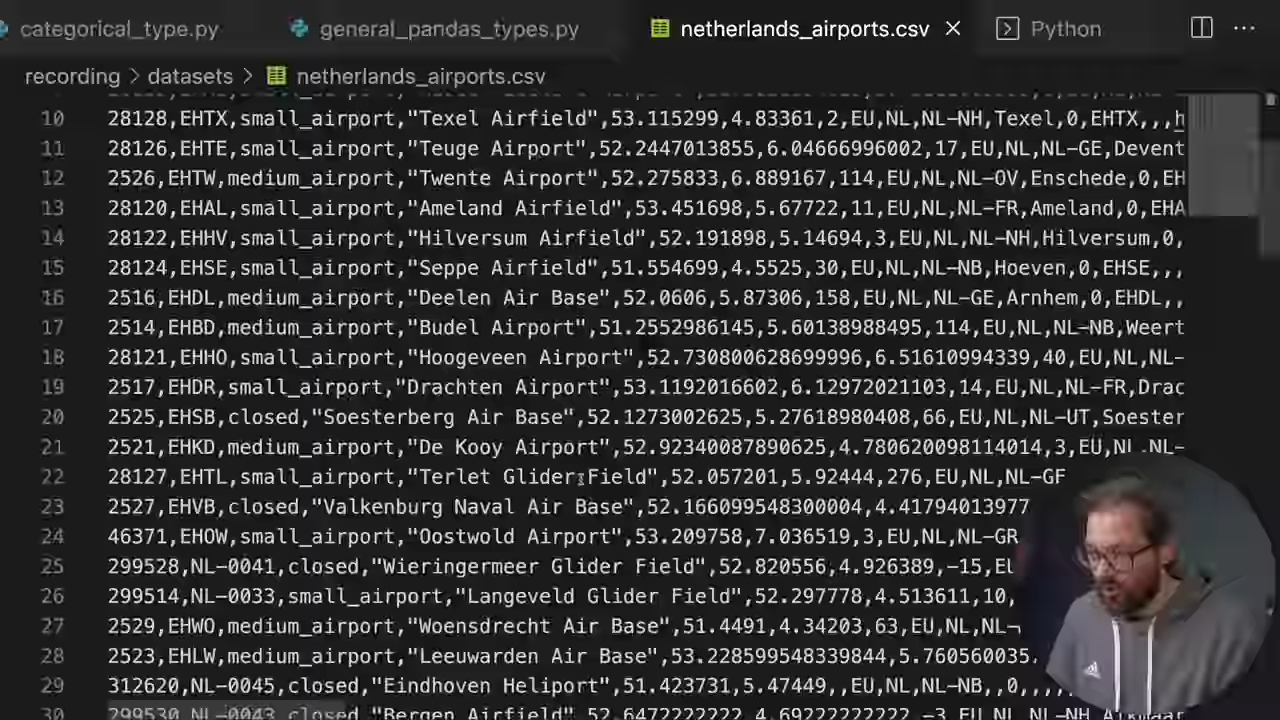 categorical_type.py general_pandas_types.py netherlands_airports.csv Python
recording > datasets > netherlands_airports.csv
10 28128,EHTX,small_airport,"Texel Airfield",53.115299,4.83361,2,EU,NL,NL-NH,Texel,0,EHTX,,,h
11 28126,EHTE,small_airport,"Teuge Airport",52.2447013855,6.04666996002,17,EU,NL,NL-GE,Devent
12 2526,EHTW,medium_airport,"Twente Airport",52.275833,6.889167,114,EU,NL,NL-OV,Enschede,0,EH
13 28120,EHAL,small_airport,"Ameland Airfield",53.451698,5.67722,11,EU,NL,NL-FR,Ameland,0,EHA
14 28122,EHHV,small_airport,"Hilversum Airfield",52.191898,5.14694,3,EU,NL,NL-NH,Hilversum,0,
15 28124,EHSE,small_airport,"Seppe Airfield",51.554699,4.5525,30,EU,NL,NL-NB,Hoeven,0,EHSE,,,
16 2516,EHDL,medium_airport,"Deelen Air Base",52.0606,5.87306,158,EU,NL,NL-GE,Arnhem,0,EHDL,,
17 2514,EHBD,medium_airport,"Budel Airport",51.2552986145,5.60138988495,114,EU,NL,NL-NB,Weert
18 28121,EHHO,small_airport,"Hoogeveen Airport",52.730800628699996,6.51610994339,40,EU,NL,NL-
19 2517,EHDR,small_airport,"Drachten Airport",53.1192016602,6.12972021103,14,EU,NL,NL-FR,Drac
20 2525,EHSB,closed,"Soesterberg Air Base",52.1273002625,5.27618980408,66,EU,NL,NL-UT,Soester
21 2521,EHKD,medium_airport,"De Kooy Airport",52.92340087890625,4.780620098114014,3,EU,NL,NL-
22 28127,EHTL,small_airport,"Terlet Glider Field",52.057201,5.92444,276,EU,NL,NL-GE
23 2527,EHVB,closed,"Valkenburg Naval Air Base",52.166099548300004,4.41794013977
24 46371,EHOW,small_airport,"Oostwold Airport",53.209758,7.036519,3,EU,NL,NL-GR
25 299528,NL-0041,closed,"Wieringermeer Glider Field",52.820556,4.926389,-15,EU
26 299514,NL-0033,small_airport,"Langeveld Glider Field",52.297778,4.513611,10,
27 2529,EHWO,medium_airport,"Woensdrecht Air Base",51.4491,4.34203,63,EU,NL,NL-
28 2523,EHLW,medium_airport,"Leeuwarden Air Base",53.228599548339844,5.760560035,
29 312620,NL-0045,closed,"Eindhoven Heliport",51.423731,5.47449,,EU,NL,NL-NB,,0,,,,,
30 299530,NL-0043,closed,"Bergen Airfield",52.6472222222,4.69222222222,-3,EU,NL,NL-NH,Alkmaar